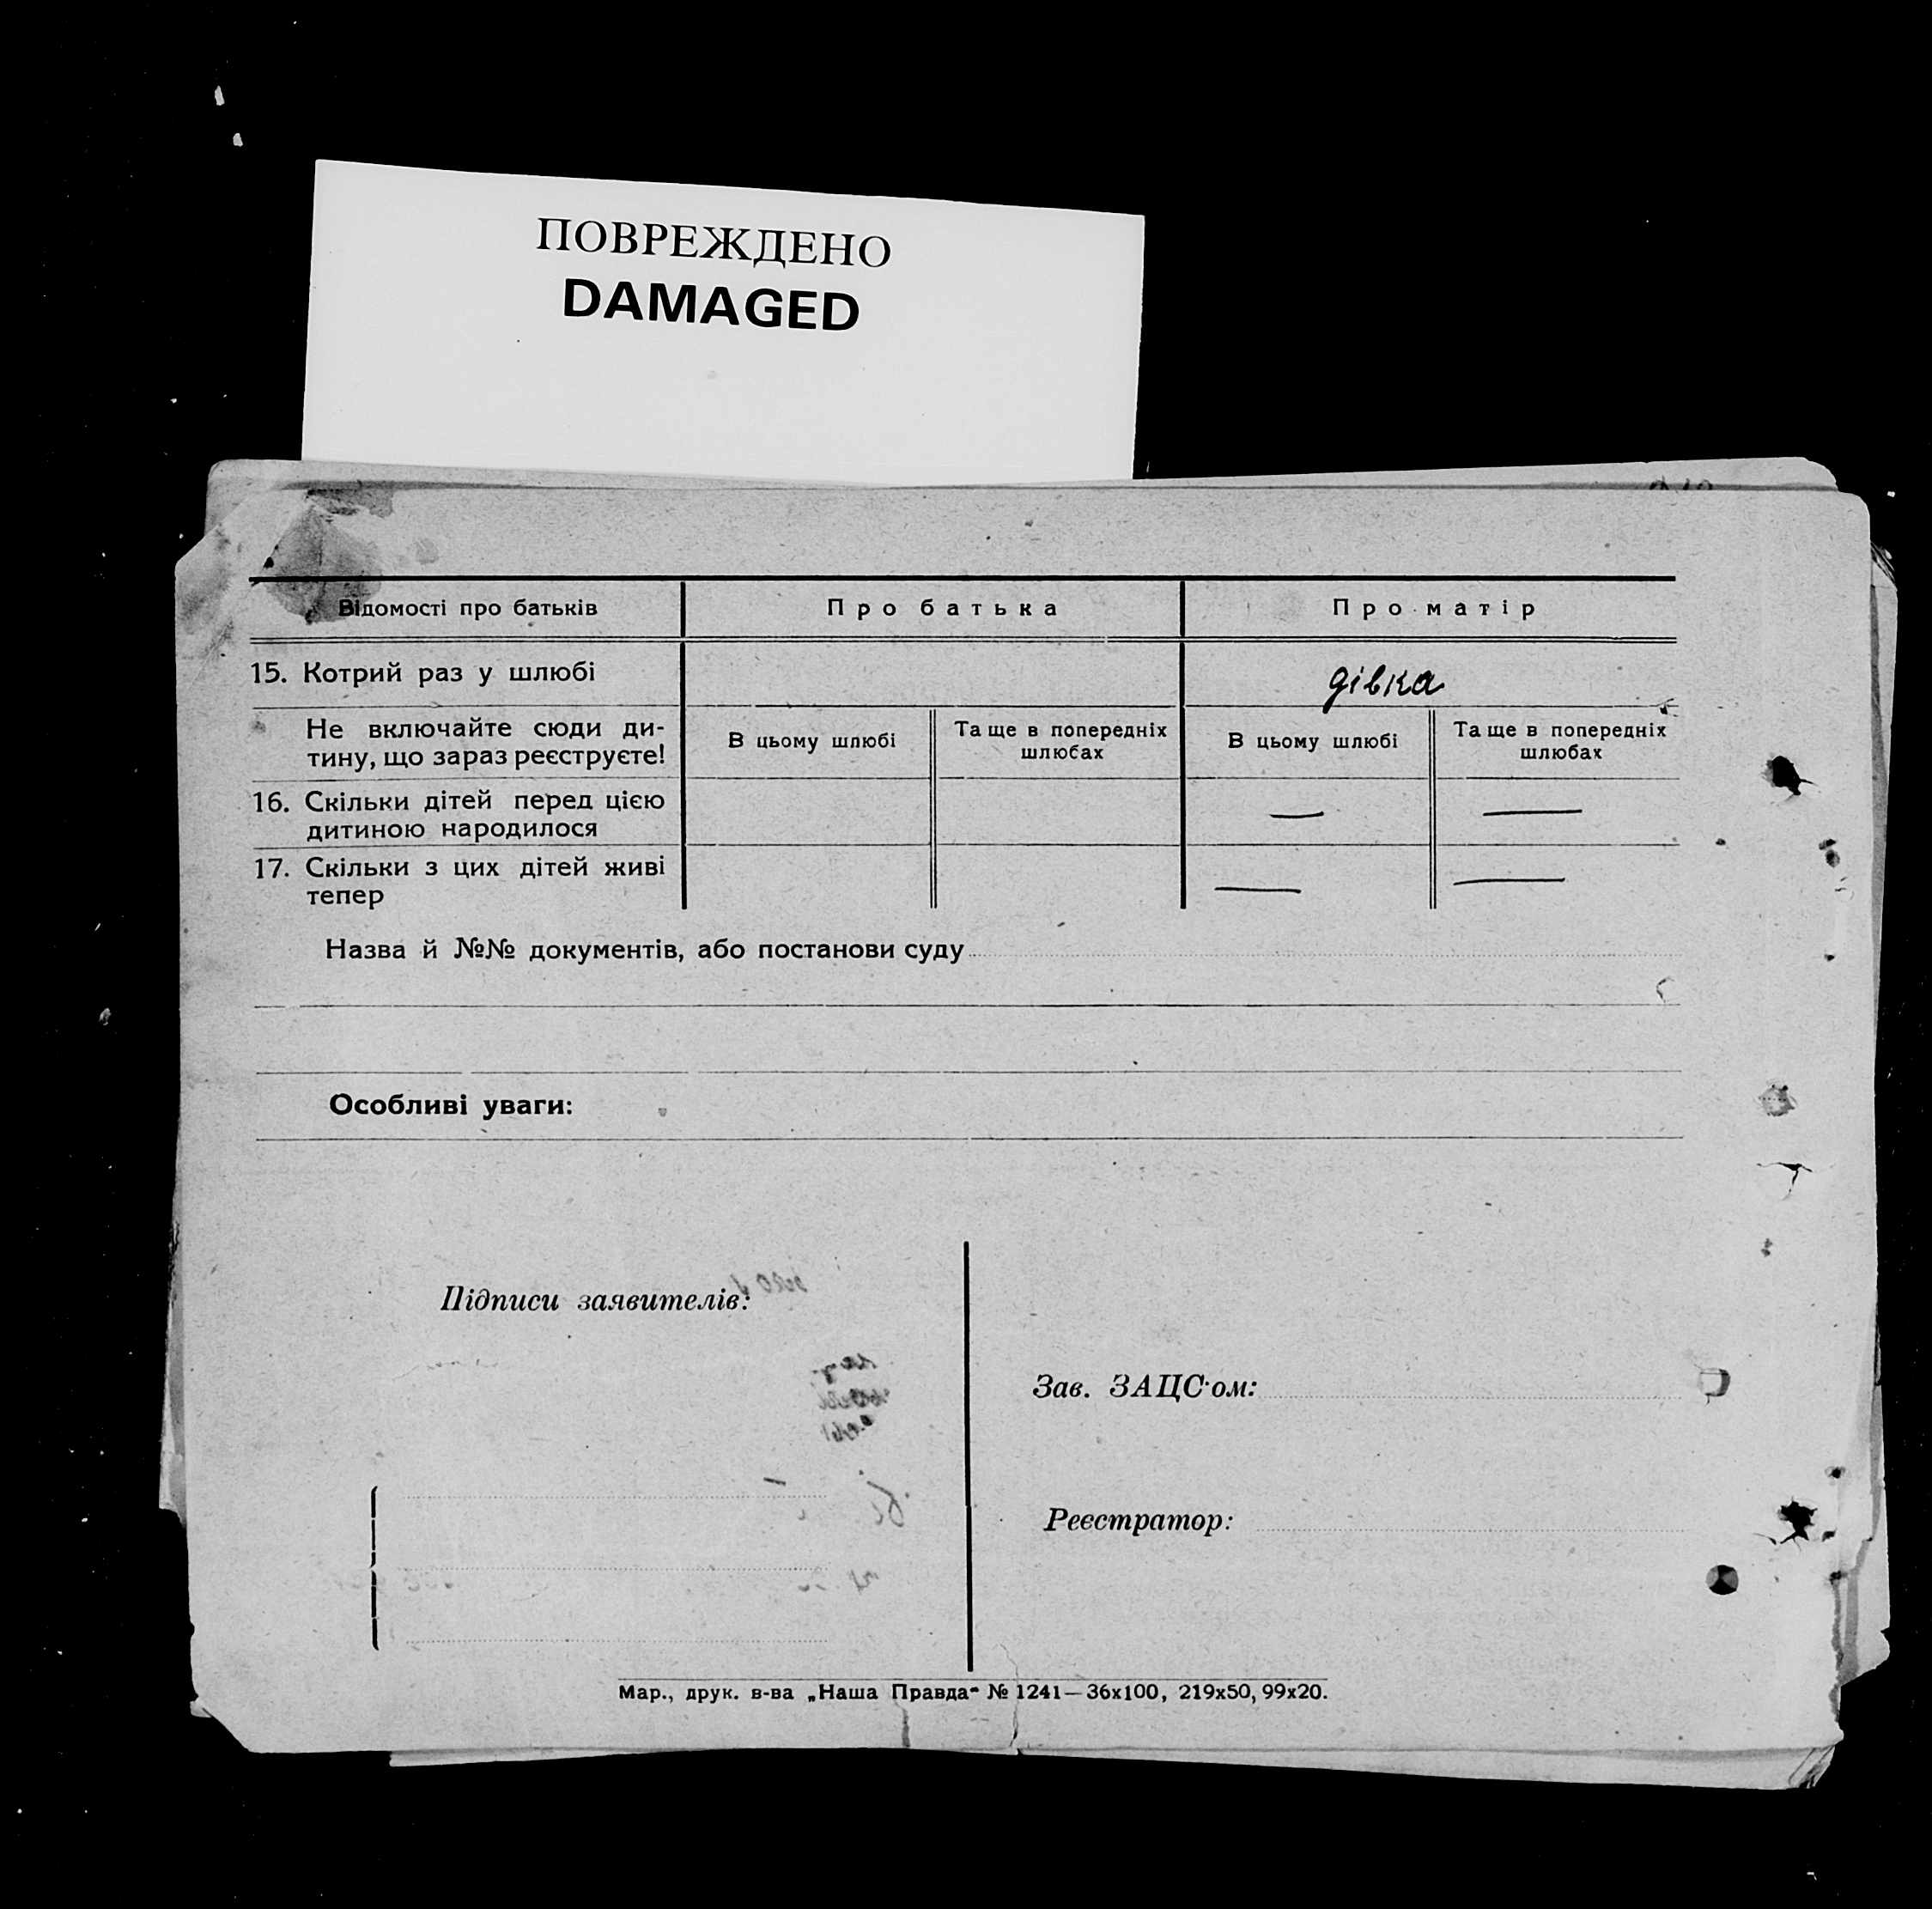 ПОВРЕЖДЕНО
DAMAGED
Відомості про батьків
Про батька
Про матір
15. Котрий раз у шлюбі
дівка
Не включайте сюди ди-
тину, що зараз реєструєте!
В цьому шлюбі
Та ще в попередніх
шлюбах
В цьому шлюбі
Та ще в попередніх
шлюбах
16. Скільки дітей перед цією
дитиною народилося
— —
17. Скільки з цих дітей живі
тепер
— —
Назва й №№ документів, або постанови суду
Особливі уваги:
Підписи заявителів:
Зав. ЗАЦС'ом:
Реєстратор:
Мар., друк. в-ва „Наша Правда" № 1241—36х100, 219х50, 99х20.